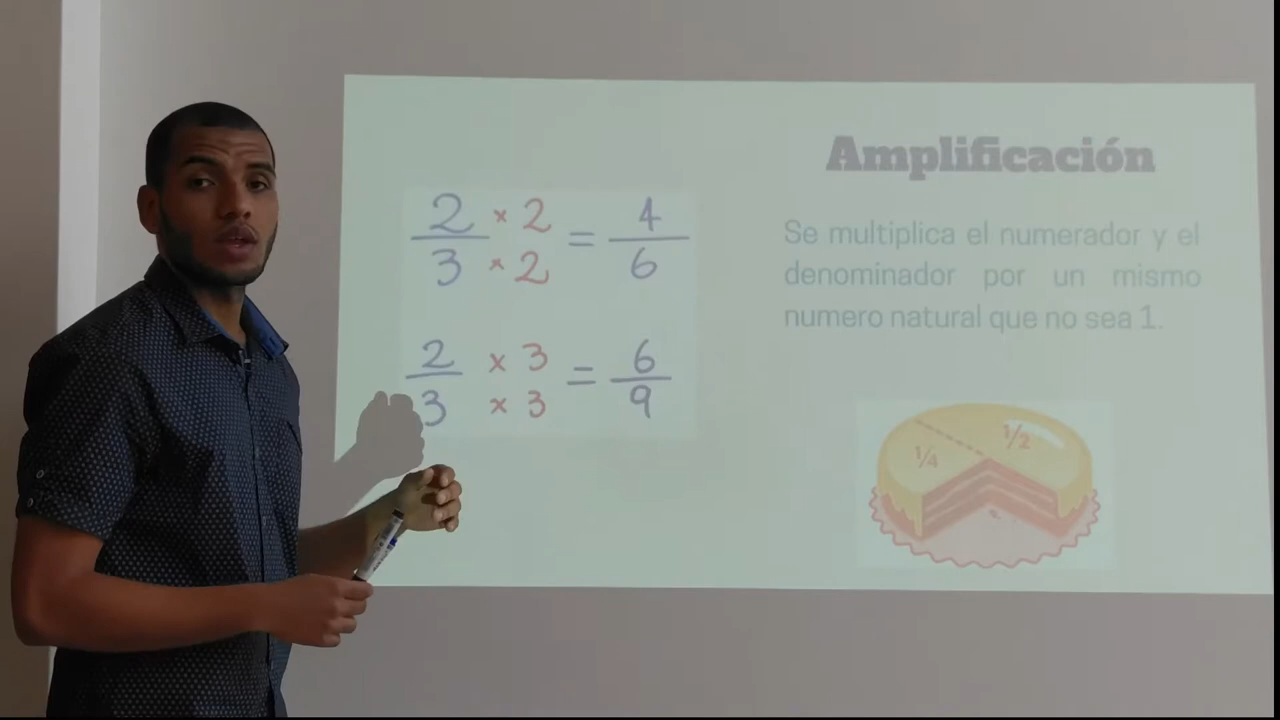 2 × 2 = 4
3 × 2 6
2 × 3 = 6
3 × 3 9
Amplificación
Se multiplica el numerador y el
denominador por un mismo
numero natural que no sea 1.
1/4
1/2